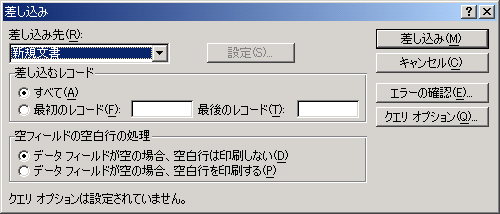 差し込み
差し込み先(R):
新規文書
設定(S)...
差し込み(M)
キャンセル(C)
エラーの確認(E)...
クエリ オプション(Q)...
差し込むレコード
すべて(A)
最初のレコード(F): 最後のレコード(T):
空フィールドの空白行の処理
データ フィールドが空の場合、空白行は印刷しない(D)
データ フィールドが空の場合、空白行を印刷する(P)
クエリ オプションは設定されていません。